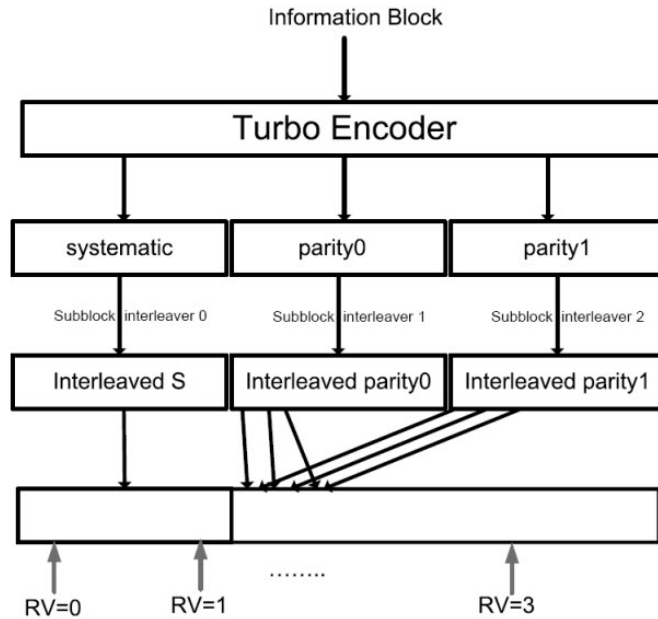 Information Block
Turbo Encoder
systematic parity0 parity1
Subblock interleaver 0 Subblock interleaver 1 Subblock interleaver 2
Interleaved S Interleaved parity0 Interleaved parity1
........
RV=0 RV=1 RV=3